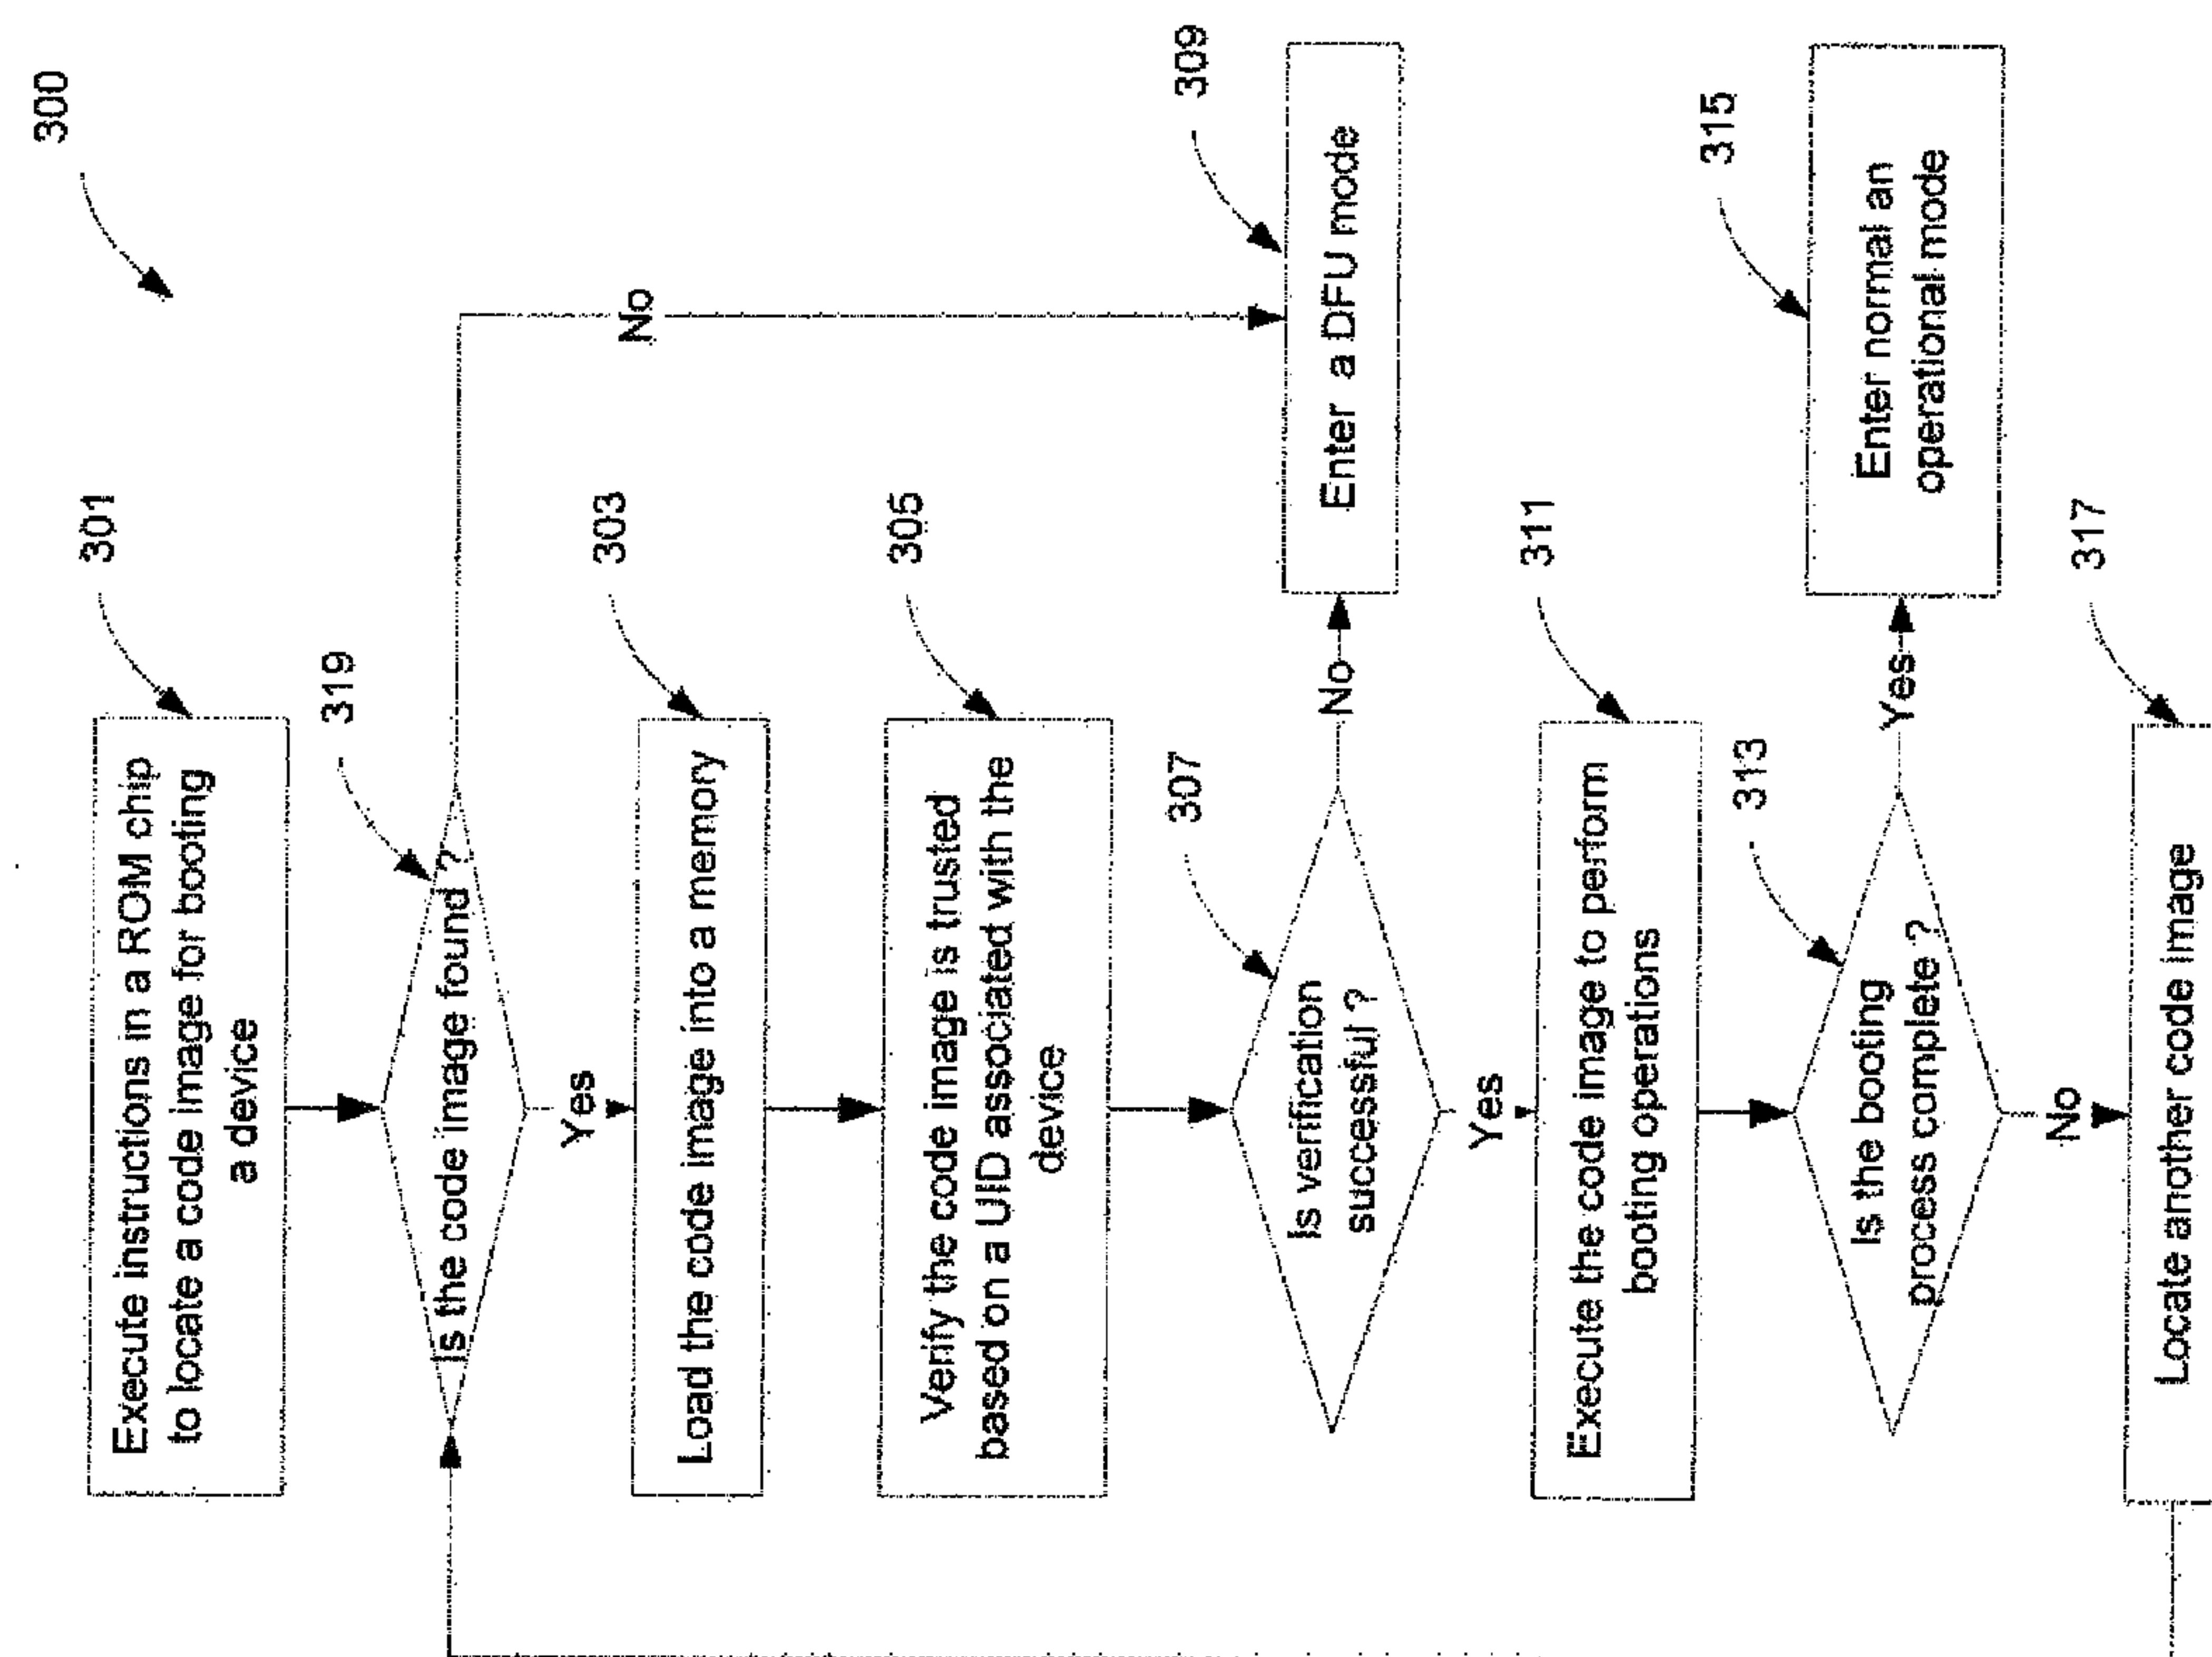 300
301
Execute instructions in a ROM chip
to locate a code image for booting
a device
319
Is the code image found ?
No
Yes
303
Load the code image into a memory
305
Verify the code image is trusted
based on a UID associated with the
device
307
Is verification
successful ?
No
309
Enter a DFU mode
Yes
311
Execute the code image to perform
booting operations
313
Is the booting
process complete ?
Yes
315
Enter normal an
operational mode
No
317
Locate another code image